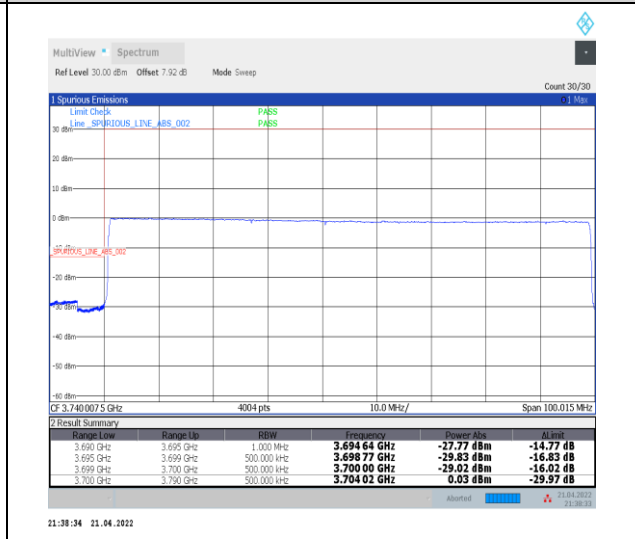 MultiView Spectrum
Ref Level 30.00 dBm Offset 7.92 dB Mode Sweep
Count 30/30
1 Spurious Emissions 1 Max
Limit Check PASS
Line _SPURIOUS_LINE_ABS_002 PASS
30 dBm
20 dBm
10 dBm
0 dBm
-10 dBm
_SPURIOUS_LINE_ABS_002
-20 dBm
-30 dBm
-40 dBm
-50 dBm
-60 dBm
CF 3.7400075 GHz 4004 pts 10.0 MHz/ Span 100.015 MHz
2 Result Summary
Range Low Range Up RBW Frequency Power Abs ΔLimit
3.690 GHz 3.695 GHz 1.000 MHz 3.694 64 GHz -27.77 dBm -14.77 dB
3.695 GHz 3.699 GHz 500.000 kHz 3.698 77 GHz -29.83 dBm -16.83 dB
3.699 GHz 3.700 GHz 500.000 kHz 3.700 00 GHz -29.02 dBm -16.02 dB
3.700 GHz 3.790 GHz 500.000 kHz 3.704 02 GHz 0.03 dBm -29.97 dB
Aborted 21.04.2022
21:38:33
21:38:34 21.04.2022